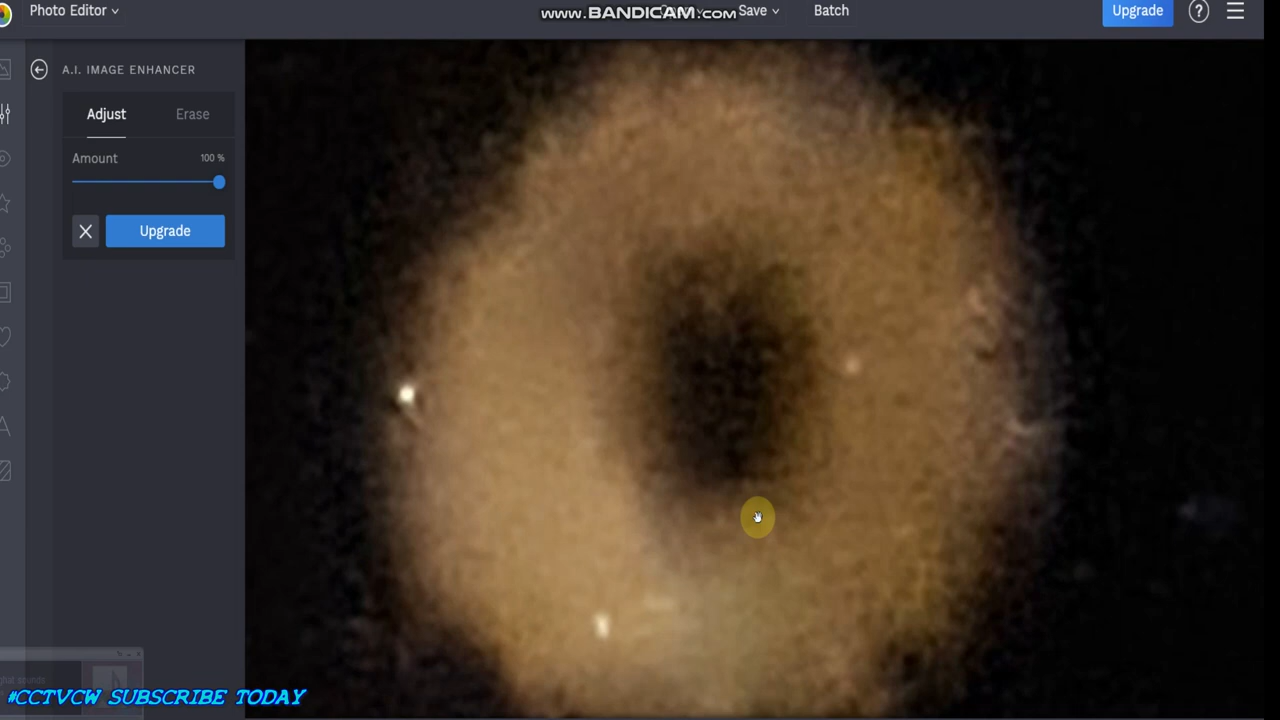 www.BANDICAM.com
Photo Editor
Save
Batch
Upgrade
A.I. IMAGE ENHANCER
Adjust
Erase
Amount
100 %
Upgrade
#CCTVCW SUBSCRIBE TODAY